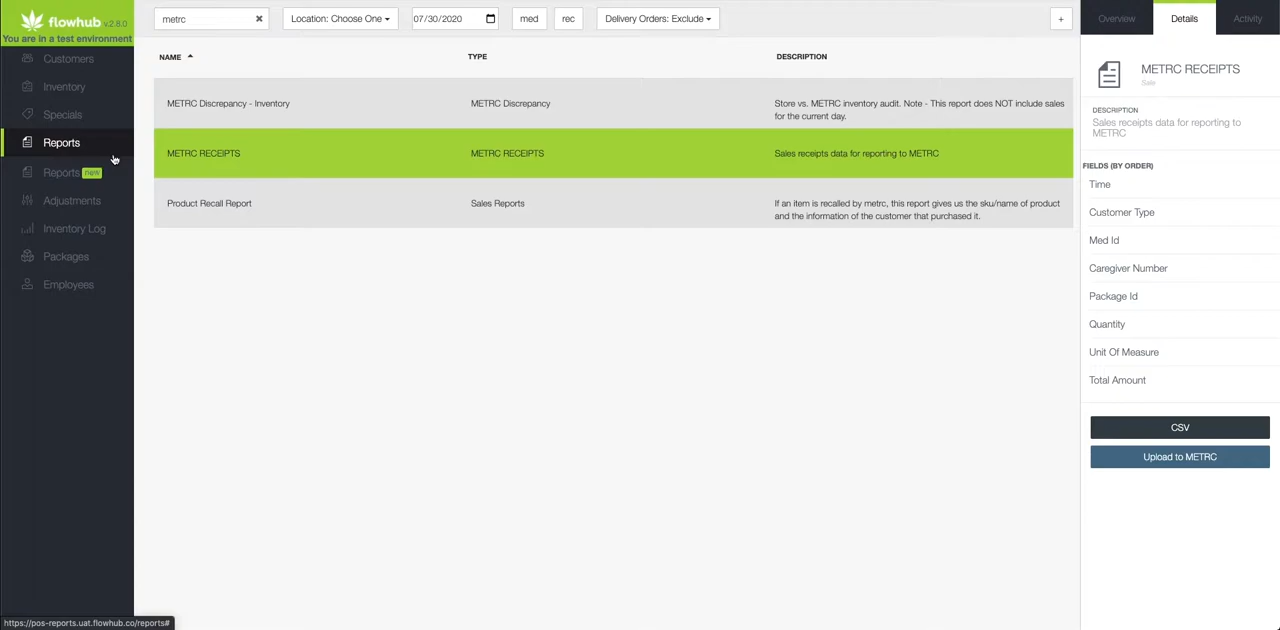 flowhub v2.8.0
You are in a test environment
Customers
Inventory
Specials
Reports
Reports new
Adjustments
Inventory Log
Packages
Employees
metrc ✖
Location: Choose One
07/30/2020
med
rec
Delivery Orders: Exclude
+
NAME TYPE DESCRIPTION
METRC Discrepancy - Inventory METRC Discrepancy Store vs. METRC inventory audit. Note - This report does NOT include sales
for the current day.
METRC RECEIPTS METRC RECEIPTS Sales receipts data for reporting to METRC
Product Recall Report Sales Reports If an item is recalled by metrc, this report gives us the sku/name of product
and the information of the customer that purchased it.
Overview Details Activity
METRC RECEIPTS
Sale
DESCRIPTION
Sales receipts data for reporting to
METRC
FIELDS (BY ORDER)
Time
Customer Type
Med Id
Caregiver Number
Package Id
Quantity
Unit Of Measure
Total Amount
CSV
Upload to METRC
https://pos-reports.uat.flowhub.co/reports#